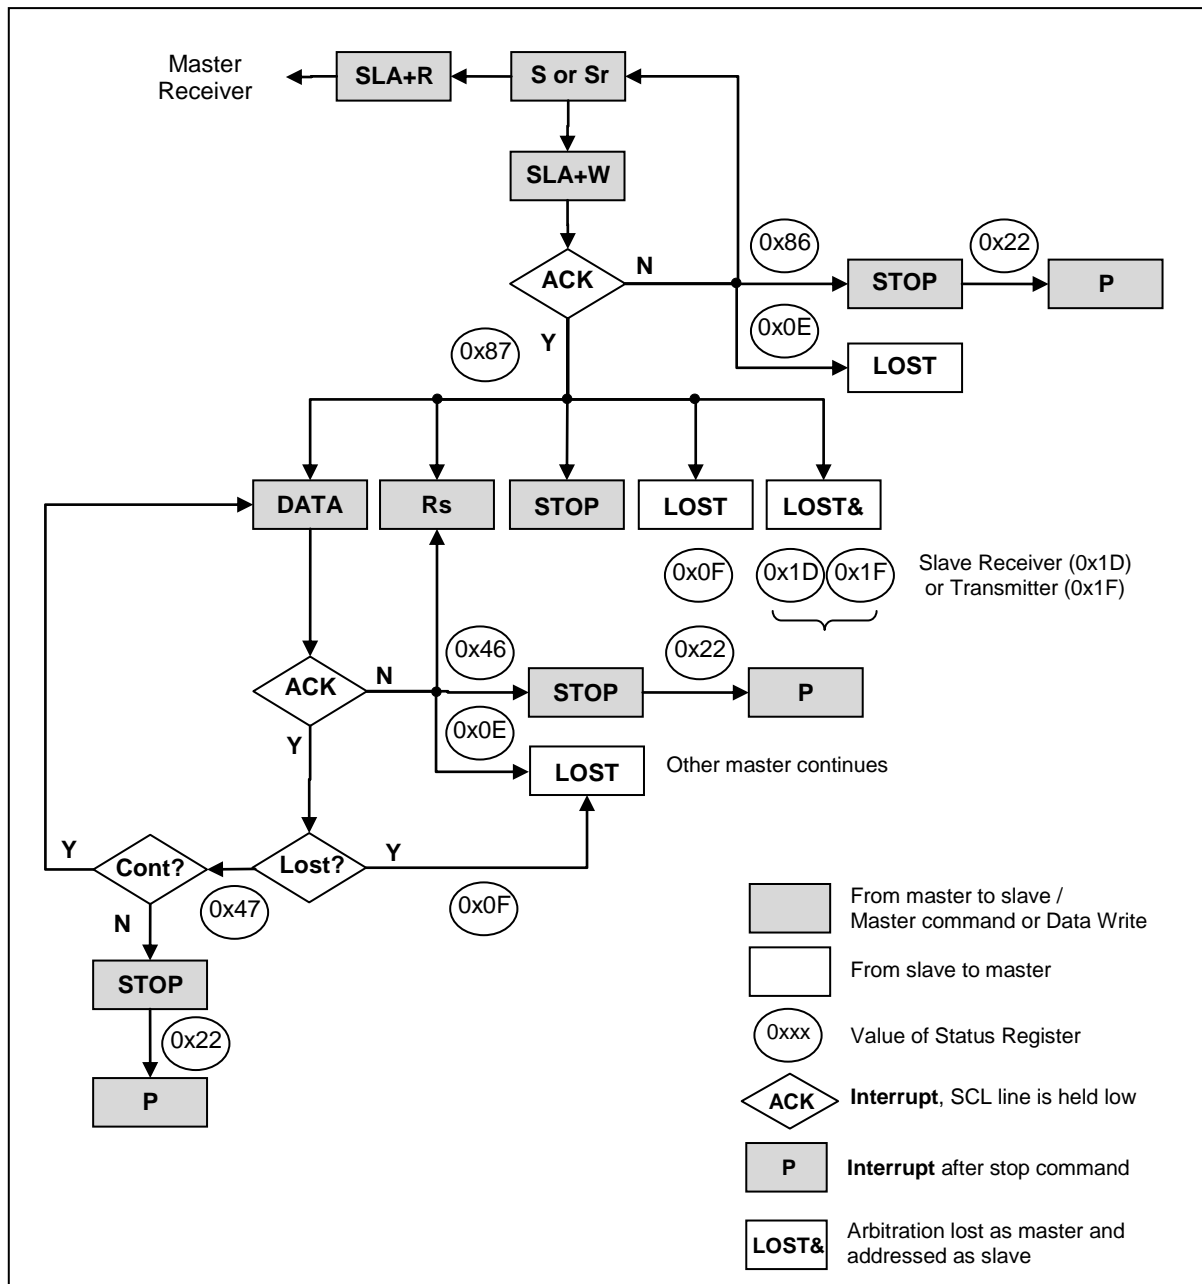 Master
Receiver
SLA+R
S or Sr
SLA+W
ACK
N
0x86
STOP
0x22
P
0x0E
LOST
Y
0x87
DATA
Rs
STOP
LOST
LOST&
0x0F
0x1D
0x1F
Slave Receiver (0x1D)
or Transmitter (0x1F)
ACK
N
0x46
STOP
0x22
P
0x0E
LOST
Other master continues
Y
Lost?
Y
0x0F
0x47
Cont?
Y
N
STOP
0x22
P
From master to slave /
Master command or Data Write
From slave to master
0xxx
Value of Status Register
ACK
Interrupt, SCL line is held low
P
Interrupt after stop command
LOST&
Arbitration lost as master and
addressed as slave